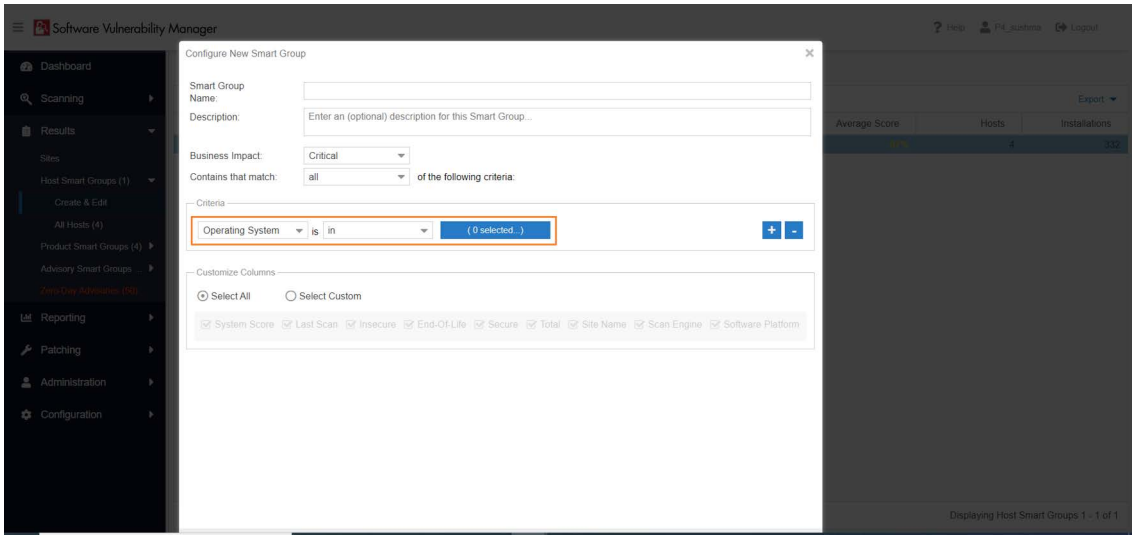 Software Vulnerability Manager
? Help
Logout
Dashboard
Scanning
Results
Sites
Host Smart Groups (1)
Create & Edit
All Hosts (4)
Product Smart Groups (4)
Advisory Smart Groups ...
Zero Day Advisories (50)
Reporting
Patching
Administration
Configuration
Configure New Smart Group
Smart Group
Name:
Description: Enter an (optional) description for this Smart Group...
Business Impact: Critical
Contains that match: all of the following criteria:
Criteria
Operating System is in ( 0 selected...) + -
Customize Columns
Select All Select Custom
System Score Last Scan Insecure End-Of-Life Secure Total Site Name Scan Engine Software Platform
Export
Average Score Hosts Installations
4 332
Displaying Host Smart Groups 1 - 1 of 1